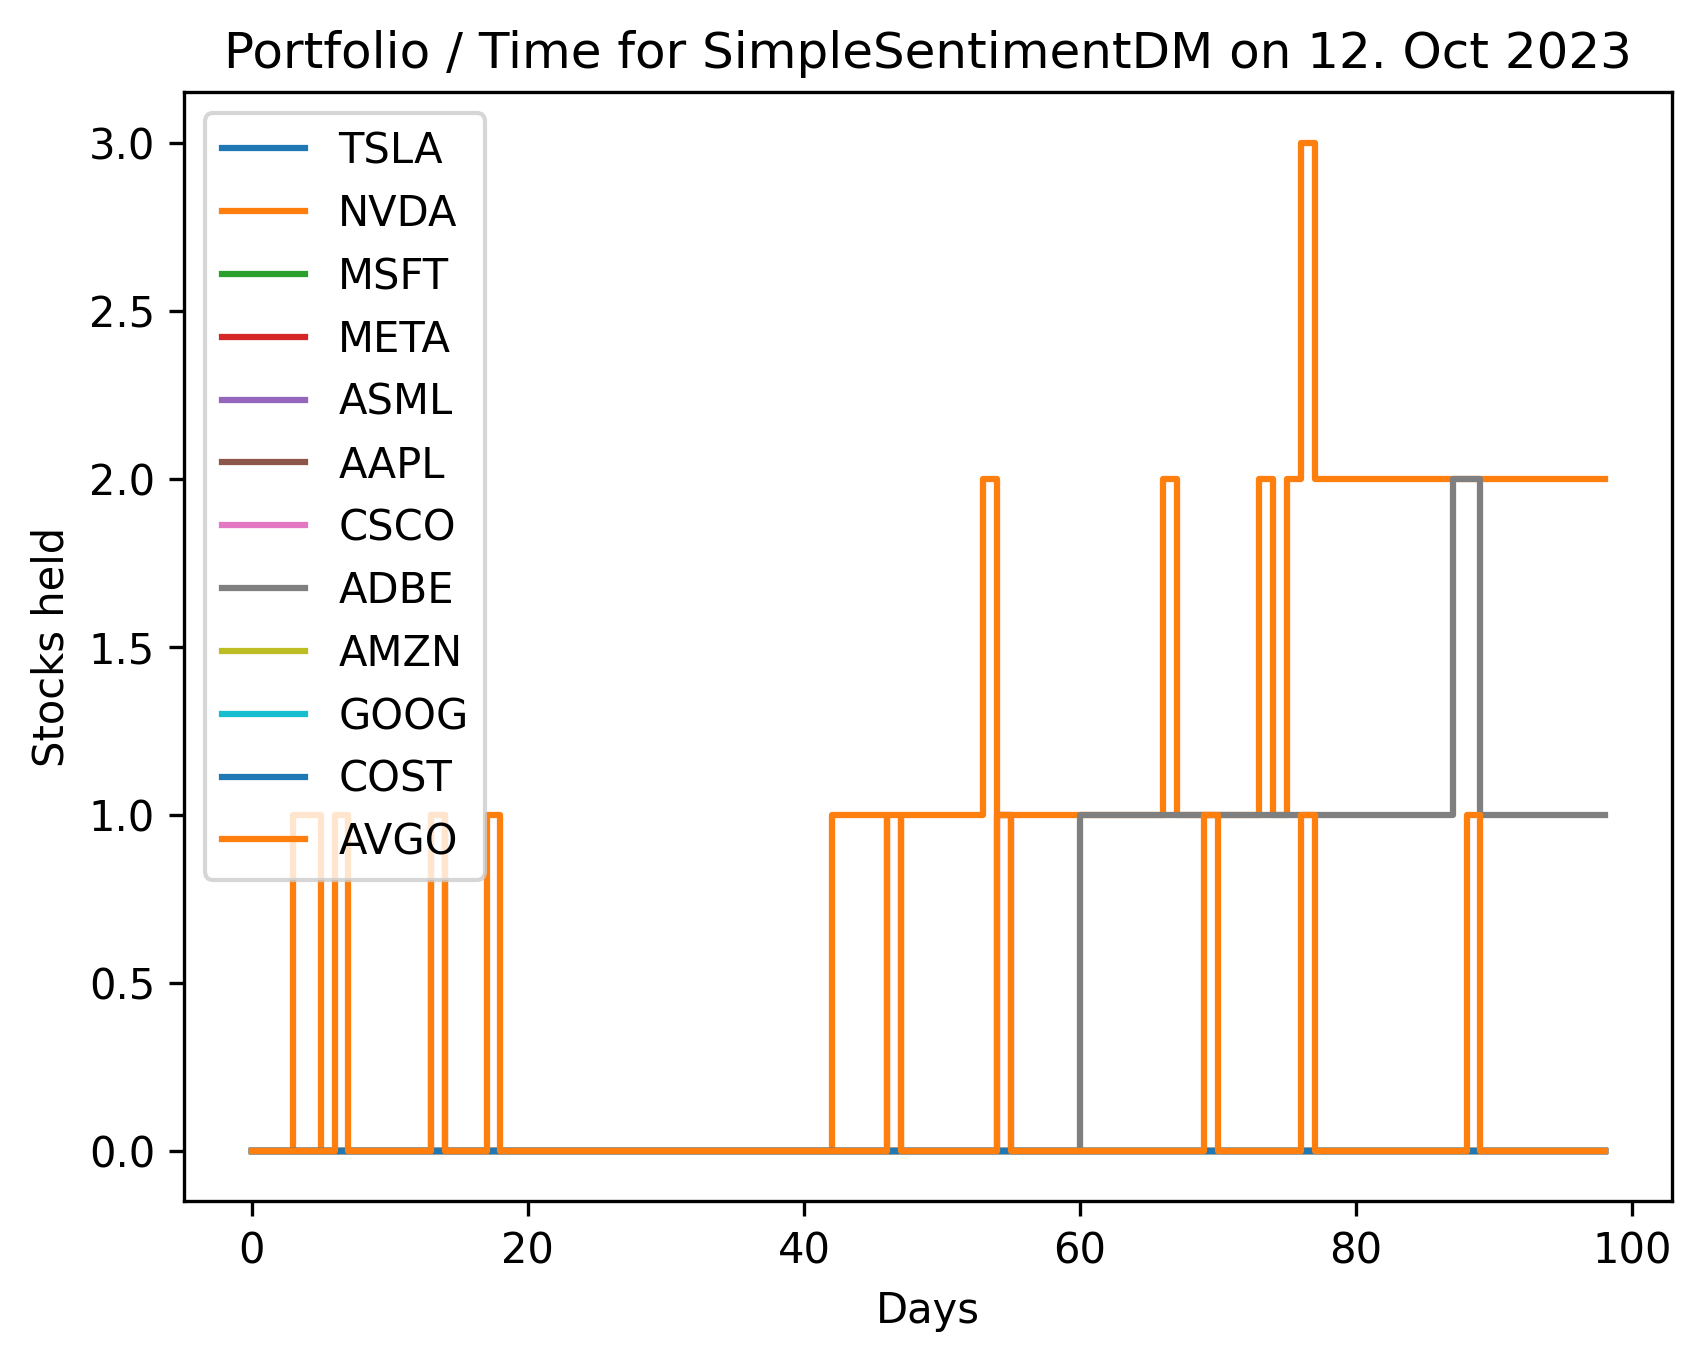 Portfolio / Time for SimpleSentimentDM on 12. Oct 2023
TSLA
NVDA
MSFT
META
ASML
AAPL
CSCO
ADBE
AMZN
GOOG
COST
AVGO
3.0
2.5
2.0
1.5
1.0
0.5
0.0
Stocks held
0 20 40 60 80 100
Days